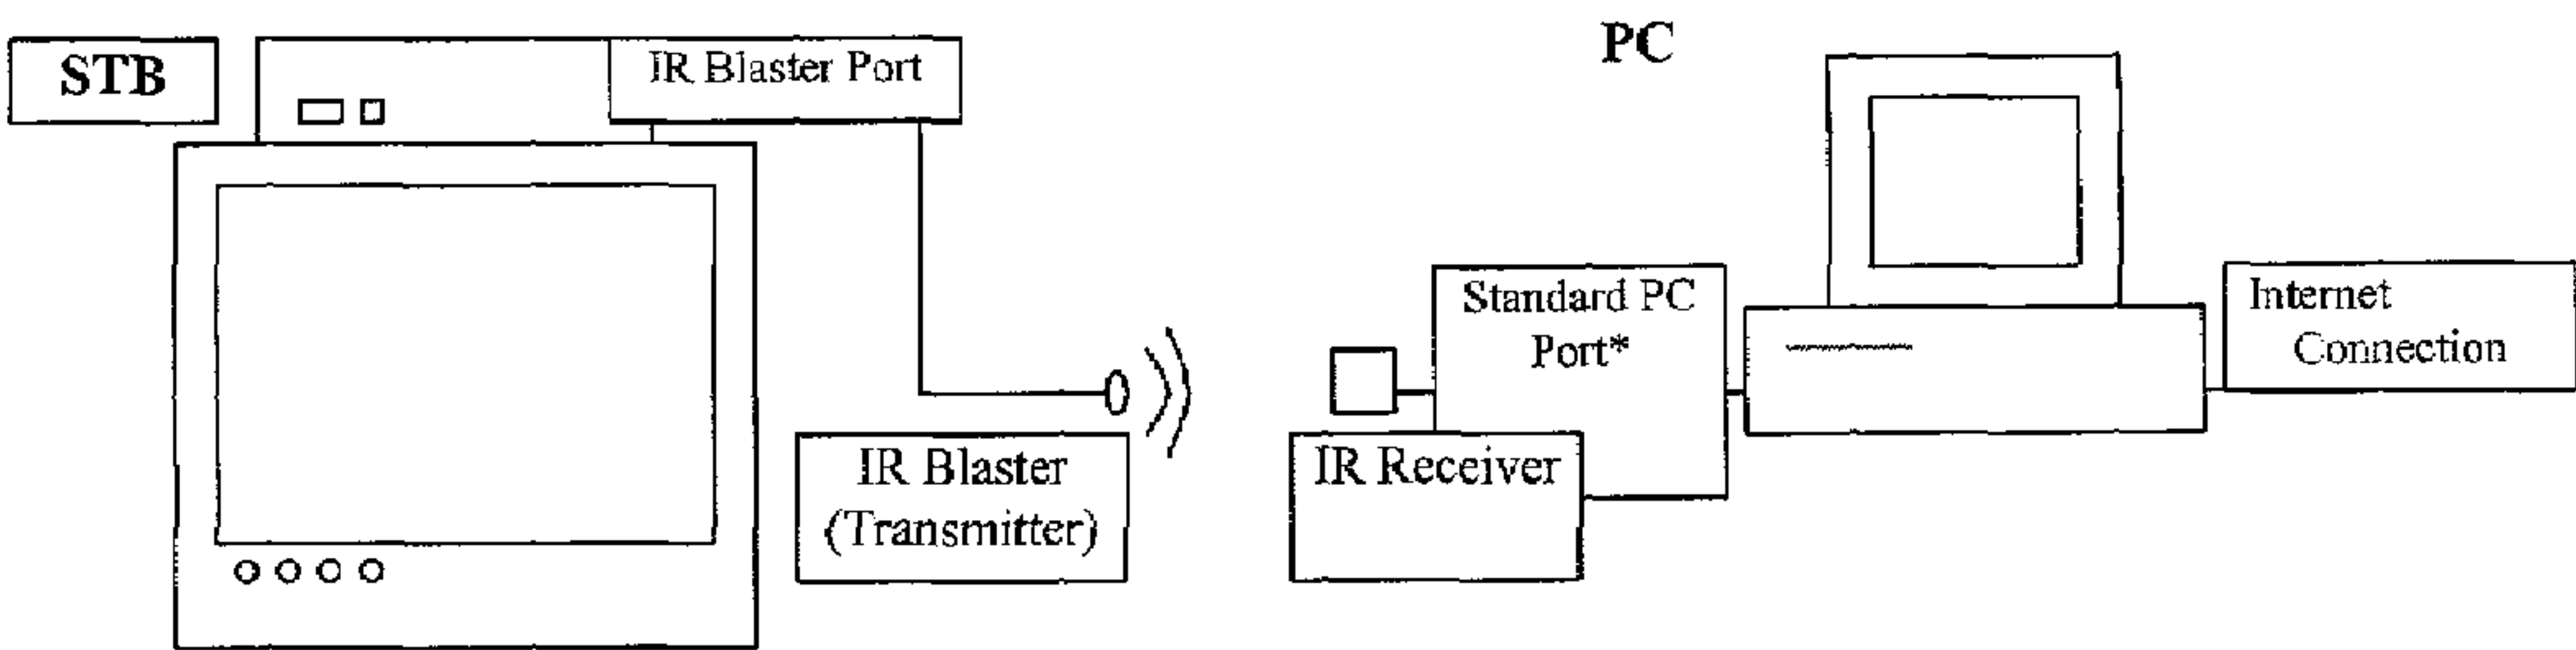 STB
IR Blaster Port
PC
Standard PC
Port*
Internet
Connection
IR Blaster
(Transmitter)
IR Receiver